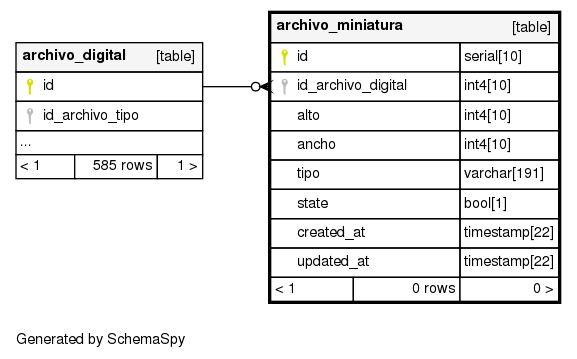 archivo_digital [table]
id
id_archivo_tipo
...
< 1 585 rows 1 >
archivo_miniatura [table]
id serial[10]
id_archivo_digital int4[10]
alto int4[10]
ancho int4[10]
tipo varchar[191]
state bool[1]
created_at timestamp[22]
updated_at timestamp[22]
< 1 0 rows 0 >
Generated by SchemaSpy